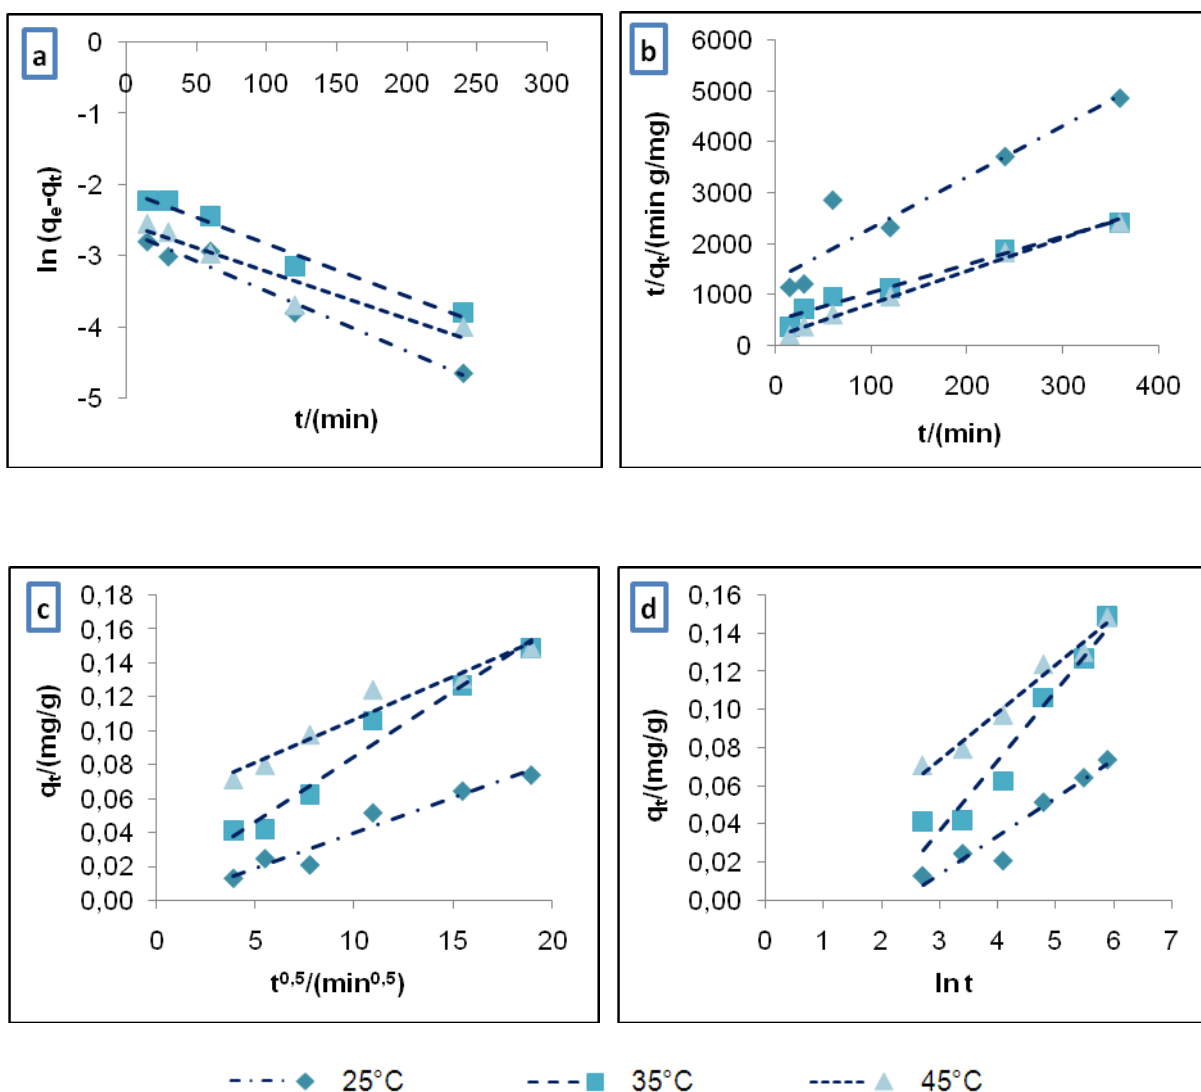 a
0
0 50 100 150 200 250 300
-1
-2
-3
-4
-5
ln (qe-qt)
t/(min)
b
6000
5000
4000
3000
2000
1000
0
0 100 200 300 400
t/qt/(min g/mg)
t/(min)
c
0,18
0,16
0,14
0,12
0,10
0,08
0,06
0,04
0,02
0,00
0 5 10 15 20
qt/(mg/g)
t0,5/(min0,5)
d
0,16
0,14
0,12
0,10
0,08
0,06
0,04
0,02
0,00
0 1 2 3 4 5 6 7
qt/(mg/g)
ln t
25°C 35°C 45°C